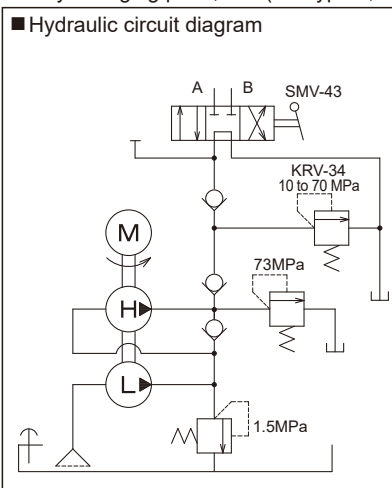 ■ Hydraulic circuit diagram
A B
SMV-43
KRV-34
10 to 70 MPa
M
73MPa
H
L
1.5MPa